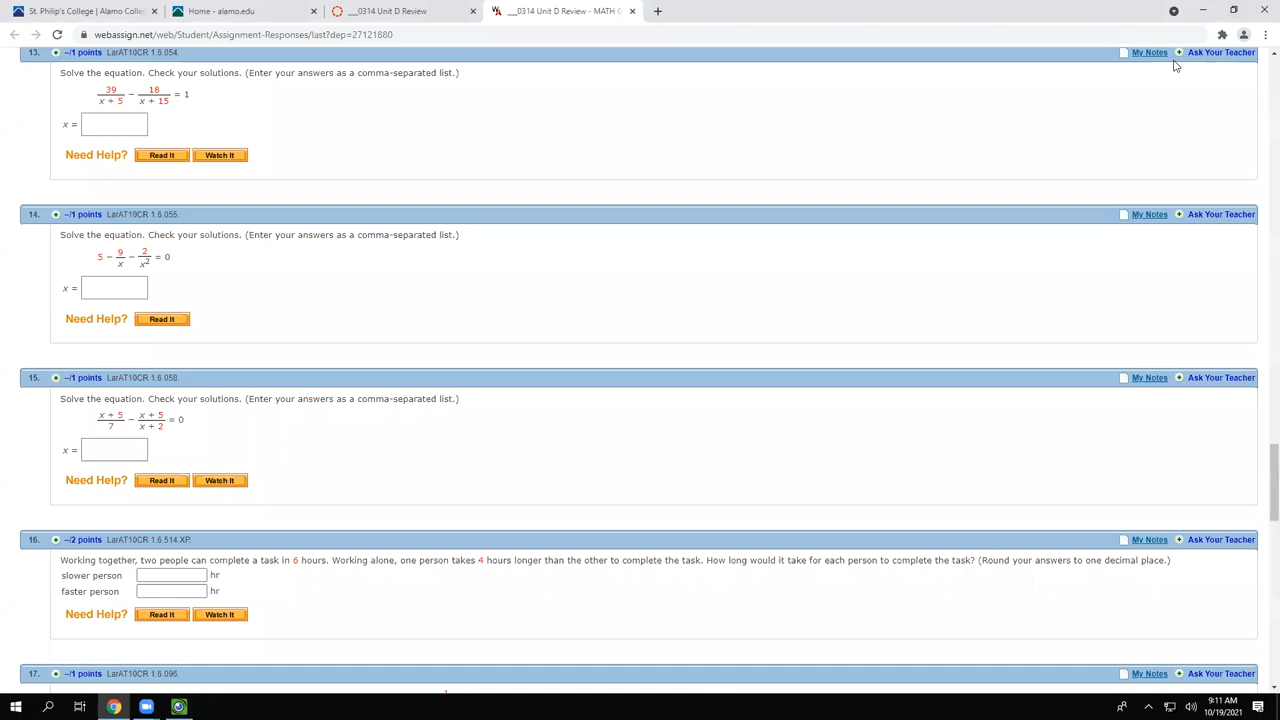 St. Philip's College | Alamo Colle
Home - alamo.edu
__0314 Unit D Review
__0314 Unit D Review - MATH
webassign.net/web/Student/Assignment-Responses/last?dep=27121880
13. –/1 points LarAT10CR 1.6.054. My Notes Ask Your Teacher
Solve the equation. Check your solutions. (Enter your answers as a comma-separated list.)
39/(x + 5) − 18/(x + 15) = 1
x =
Need Help? Read It Watch It
14. –/1 points LarAT10CR 1.6.055. My Notes Ask Your Teacher
Solve the equation. Check your solutions. (Enter your answers as a comma-separated list.)
5 − 9/x − 2/x² = 0
x =
Need Help? Read It
15. –/1 points LarAT10CR 1.6.058. My Notes Ask Your Teacher
Solve the equation. Check your solutions. (Enter your answers as a comma-separated list.)
(x + 5)/7 − (x + 5)/(x + 2) = 0
x =
Need Help? Read It Watch It
16. –/2 points LarAT10CR 1.6.514.XP. My Notes Ask Your Teacher
Working together, two people can complete a task in 6 hours. Working alone, one person takes 4 hours longer than the other to complete the task. How long would it take for each person to complete the task? (Round your answers to one decimal place.)
slower person hr
faster person hr
Need Help? Read It Watch It
17. –/1 points LarAT10CR 1.6.096. My Notes Ask Your Teacher
9:11 AM
10/19/2021